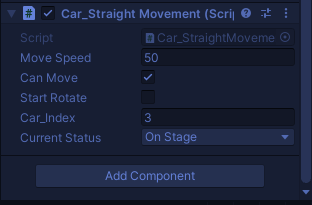 Car_Straight Movement (Scrip
Script Car_StraightMoveme
Move Speed 50
Can Move
Start Rotate
Car_Index 3
Current Status On Stage
Add Component